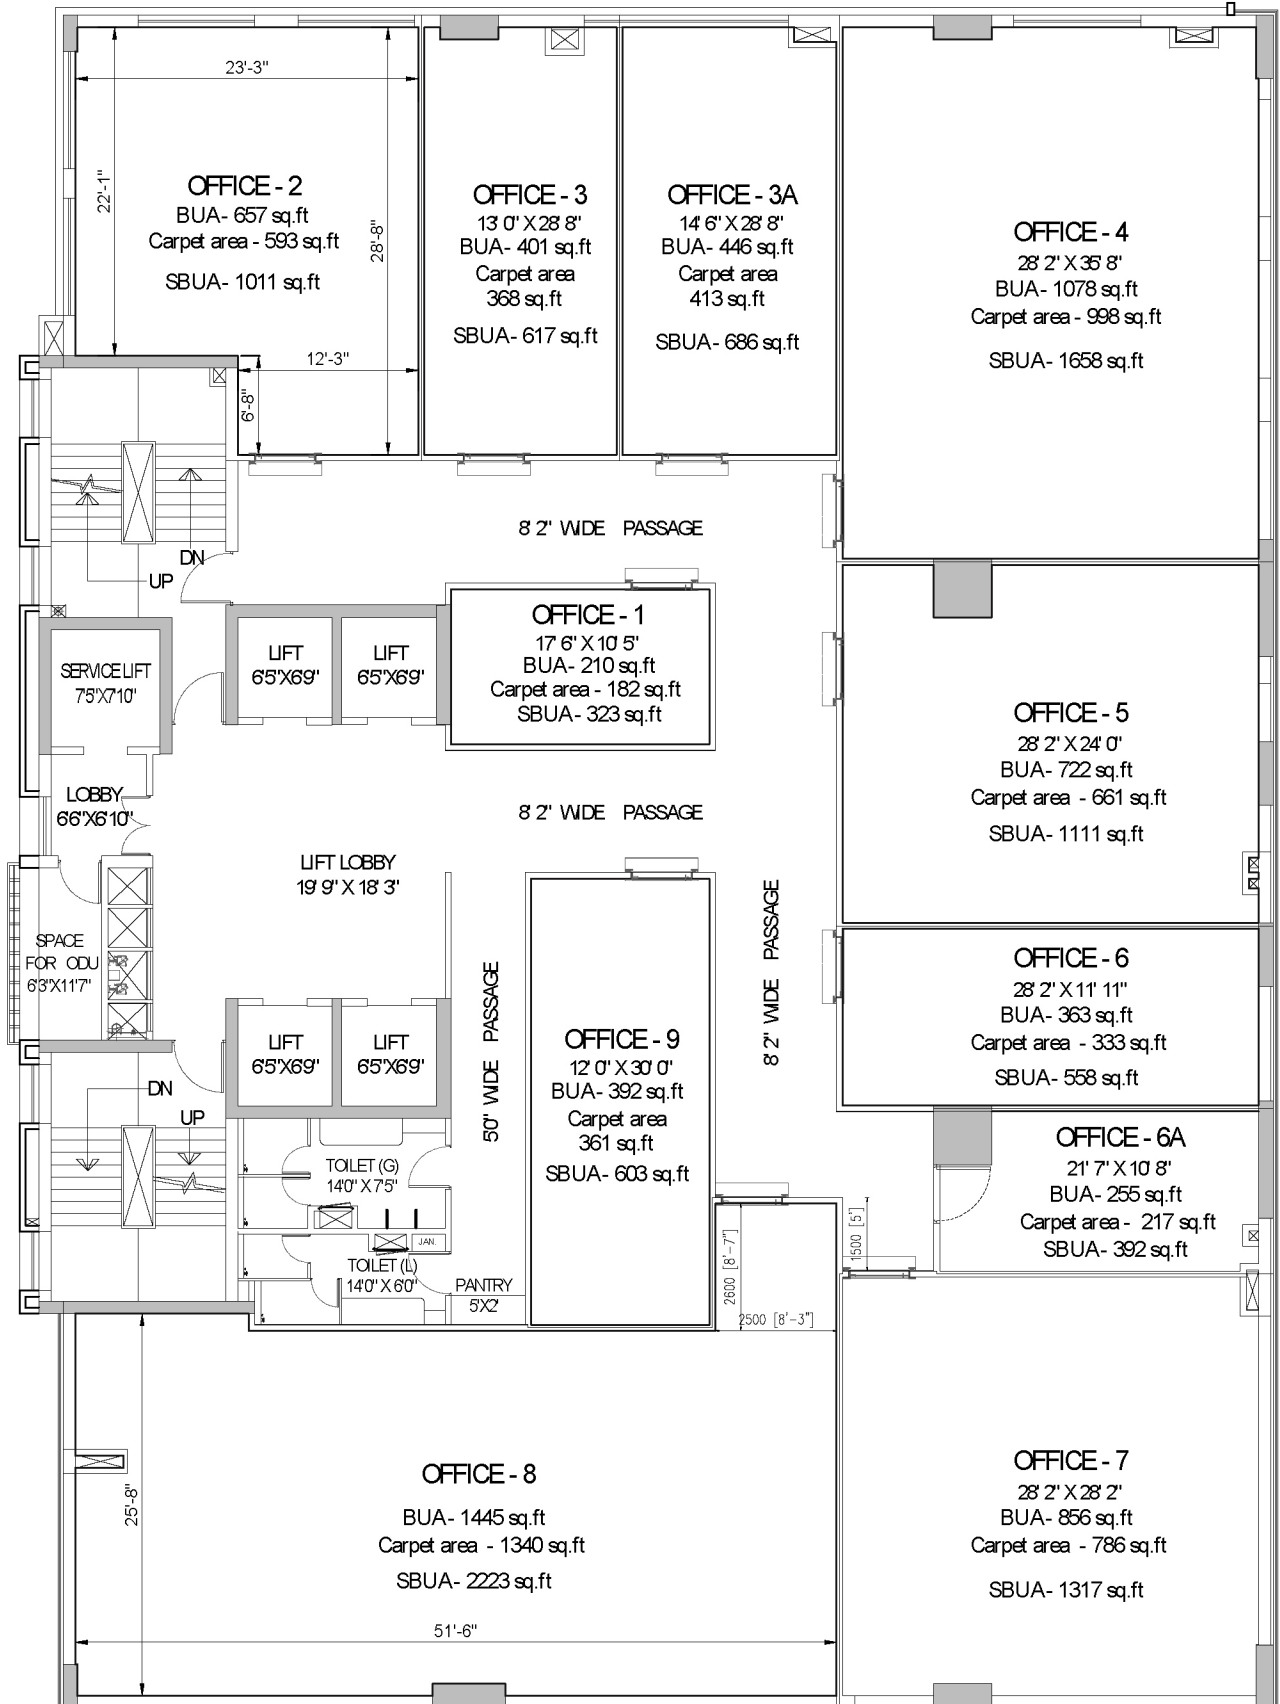 23'-3"
22'-1"
28'-8"
OFFICE - 2
BUA- 657 sq.ft
Carpet area - 593 sq.ft
SBUA- 1011 sq.ft
12'-3"
6'-8"
OFFICE - 3
13' 0" X 28' 8"
BUA- 401 sq.ft
Carpet area
368 sq.ft
SBUA- 617 sq.ft
OFFICE - 3A
14' 6" X 28' 8"
BUA- 446 sq.ft
Carpet area
413 sq.ft
SBUA- 686 sq.ft
OFFICE - 4
28' 2" X 35' 8"
BUA- 1078 sq.ft
Carpet area - 998 sq.ft
SBUA- 1658 sq.ft
8' 2" WIDE PASSAGE
DN
UP
OFFICE - 1
17' 6" X 10' 5"
BUA- 210 sq.ft
Carpet area - 182 sq.ft
SBUA- 323 sq.ft
LIFT
6'5"X6'9"
LIFT
6'5"X6'9"
SERVICE LIFT
7'5"X7'10"
LOBBY
6'6"X6'10"
8' 2" WIDE PASSAGE
LIFT LOBBY
19' 9" X 18' 3"
OFFICE - 5
28' 2" X 24' 0"
BUA- 722 sq.ft
Carpet area - 661 sq.ft
SBUA- 1111 sq.ft
SPACE
FOR ODU
6'3"X11'7"
5'0" WIDE PASSAGE
8' 2" WIDE PASSAGE
OFFICE - 6
28' 2" X 11' 11"
BUA- 363 sq.ft
Carpet area - 333 sq.ft
SBUA- 558 sq.ft
LIFT
6'5"X6'9"
LIFT
6'5"X6'9"
OFFICE - 9
12' 0" X 30' 0"
BUA- 392 sq.ft
Carpet area
361 sq.ft
SBUA- 603 sq.ft
DN
UP
TOILET (G)
14'0" X 7'5"
JAN.
TOILET (L)
14'0" X 6'0"
PANTRY
5'X2'
OFFICE - 6A
21' 7" X 10' 8"
BUA- 255 sq.ft
Carpet area - 217 sq.ft
SBUA- 392 sq.ft
1500 [5']
2600 [8'-7"]
2500 [8'-3"]
25'-8"
OFFICE - 8
BUA- 1445 sq.ft
Carpet area - 1340 sq.ft
SBUA- 2223 sq.ft
51'-6"
OFFICE - 7
28' 2" X 28' 2"
BUA- 856 sq.ft
Carpet area - 786 sq.ft
SBUA- 1317 sq.ft